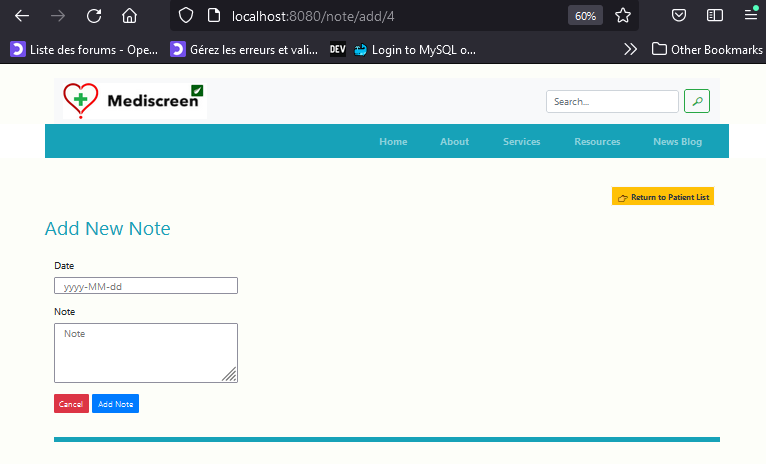 localhost:8080/note/add/4
60%
Liste des forums - Ope... Gérez les erreurs et vali... DEV Login to MySQL o... Other Bookmarks
Mediscreen
Search...
Home About Services Resources News Blog
Return to Patient List
Add New Note
Date
yyyy-MM-dd
Note
Note
Cancel Add Note